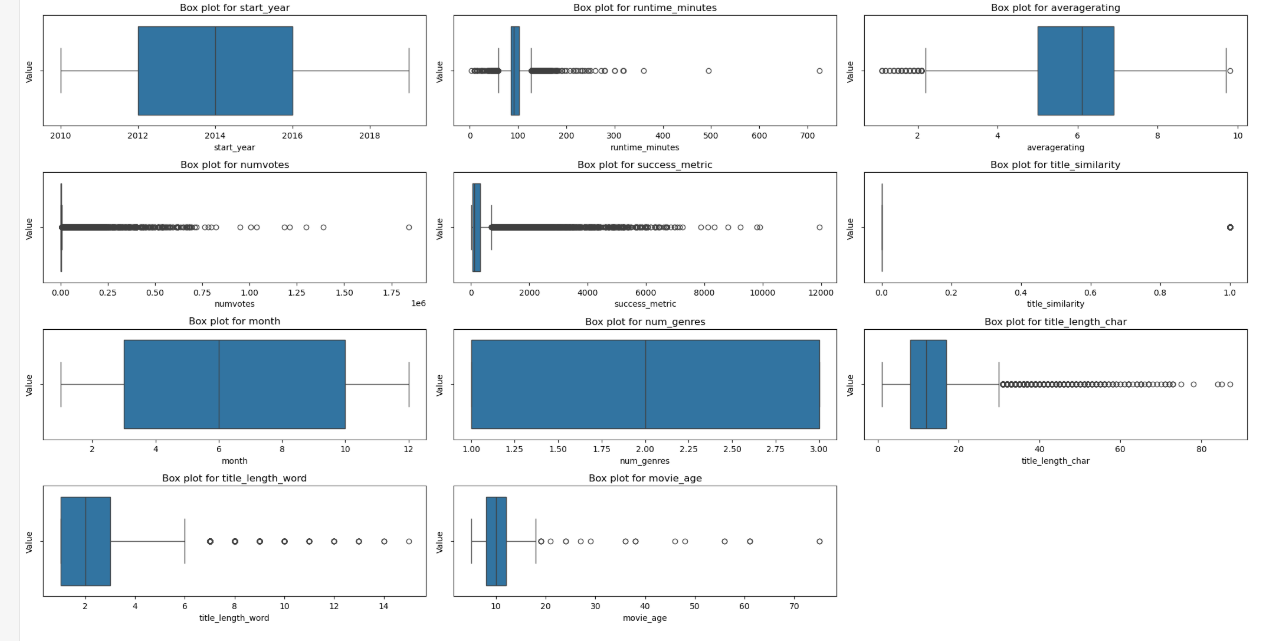 Box plot for start_year
Value
2010 2012 2014 2016 2018
start_year
Box plot for runtime_minutes
Value
0 100 200 300 400 500 600 700
runtime_minutes
Box plot for averagerating
Value
2 4 6 8 10
averagerating
Box plot for numvotes
Value
0.00 0.25 0.50 0.75 1.00 1.25 1.50 1.75
numvotes
1e6
Box plot for success_metric
Value
0 2000 4000 6000 8000 10000 12000
success_metric
Box plot for title_similarity
Value
0.0 0.2 0.4 0.6 0.8 1.0
title_similarity
Box plot for month
Value
2 4 6 8 10 12
month
Box plot for num_genres
Value
1.00 1.25 1.50 1.75 2.00 2.25 2.50 2.75 3.00
num_genres
Box plot for title_length_char
Value
0 20 40 60 80
title_length_char
Box plot for title_length_word
Value
2 4 6 8 10 12 14
title_length_word
Box plot for movie_age
Value
10 20 30 40 50 60 70
movie_age